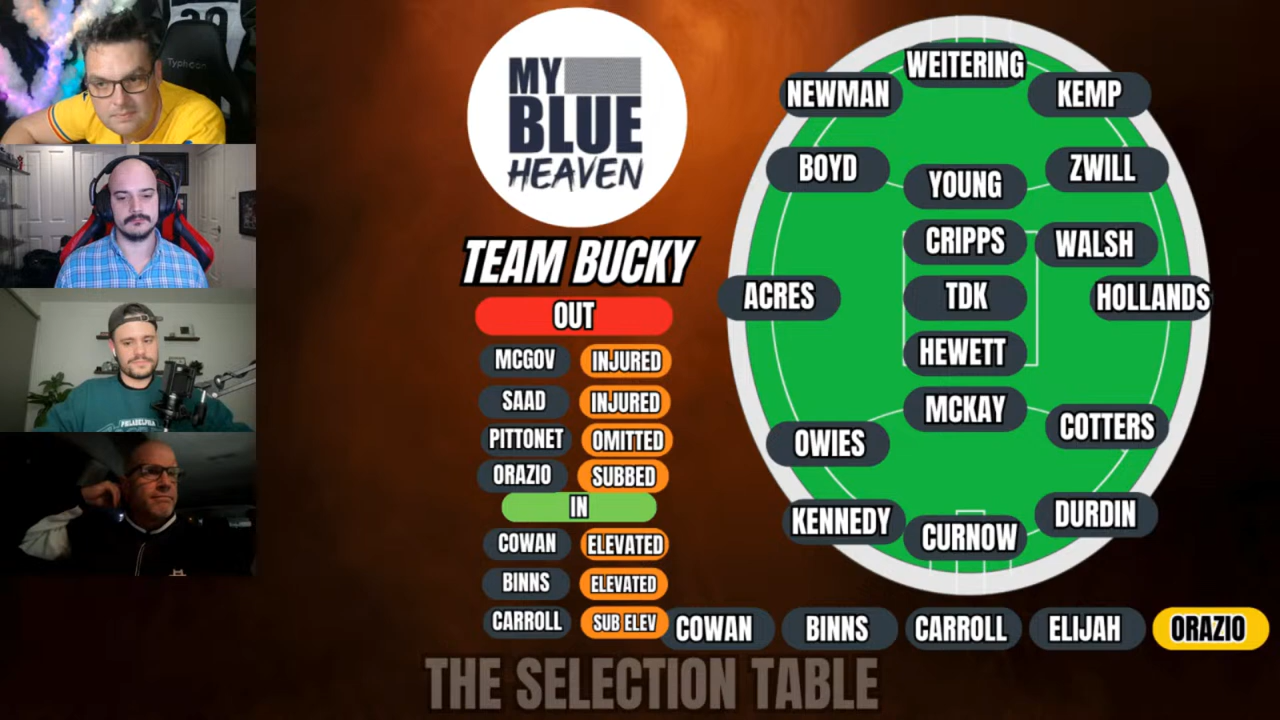 Typhoon
PHILADELPHIA
MY
BLUE
HEAVEN
TEAM BUCKY
OUT
MCGOV INJURED
SAAD INJURED
PITTONET OMITTED
ORAZIO SUBBED
IN
COWAN ELEVATED
BINNS ELEVATED
CARROLL SUB ELEV
WEITERING
NEWMAN KEMP
BOYD YOUNG ZWILL
CRIPPS WALSH
ACRES TDK HOLLANDS
HEWETT
MCKAY
OWIES COTTERS
KENNEDY CURNOW DURDIN
COWAN BINNS CARROLL ELIJAH ORAZIO
THE SELECTION TABLE